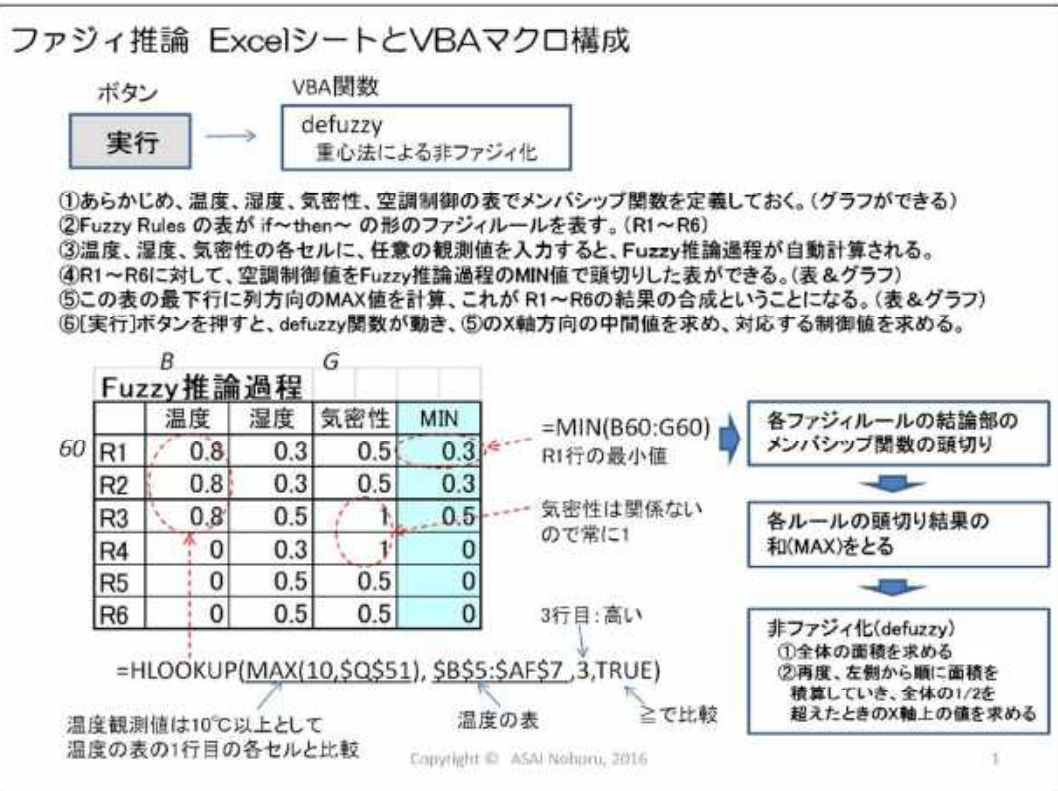 ファジィ推論 ExcelシートとVBAマクロ構成
ボタン
VBA関数
実行
defuzzy
重心法による非ファジィ化
①あらかじめ、温度、湿度、気密性、空調制御の表でメンバシップ関数を定義しておく。(グラフができる)
②Fuzzy Rules の表が if～then～ の形のファジィルールを表す。(R1～R6)
③温度、湿度、気密性の各セルに、任意の観測値を入力すると、Fuzzy推論過程が自動計算される。
④R1～R6に対して、空調制御値をFuzzy推論過程のMIN値で頭切りした表ができる。(表＆グラフ)
⑤この表の最下行に列方向のMAX値を計算、これが R1～R6の結果の合成ということになる。(表＆グラフ)
⑥[実行]ボタンを押すと、defuzzy関数が動き、⑤のX軸方向の中間値を求め、対応する制御値を求める。
B G
Fuzzy推論過程
温度 湿度 気密性 MIN
60 R1 0.8 0.3 0.5 0.3
R2 0.8 0.3 0.5 0.3
R3 0.8 0.5 1 0.5
R4 0 0.3 1 0
R5 0 0.5 0.5 0
R6 0 0.5 0.5 0
=MIN(B60:G60)
R1行の最小値
気密性は関係ない
ので常に1
3行目:高い
=HLOOKUP(MAX(10,$Q$51), $B$5:$AF$7 ,3,TRUE)
温度観測値は10℃以上として
温度の表の1行目の各セルと比較
温度の表
≧で比較
各ファジィルールの結論部の
メンバシップ関数の頭切り
各ルールの頭切り結果の
和(MAX)をとる
非ファジィ化(defuzzy)
①全体の面積を求める
②再度、左側から順に面積を
積算していき、全体の1/2を
超えたときのX軸上の値を求める
Copyright © ASAI Noboru, 2016
1